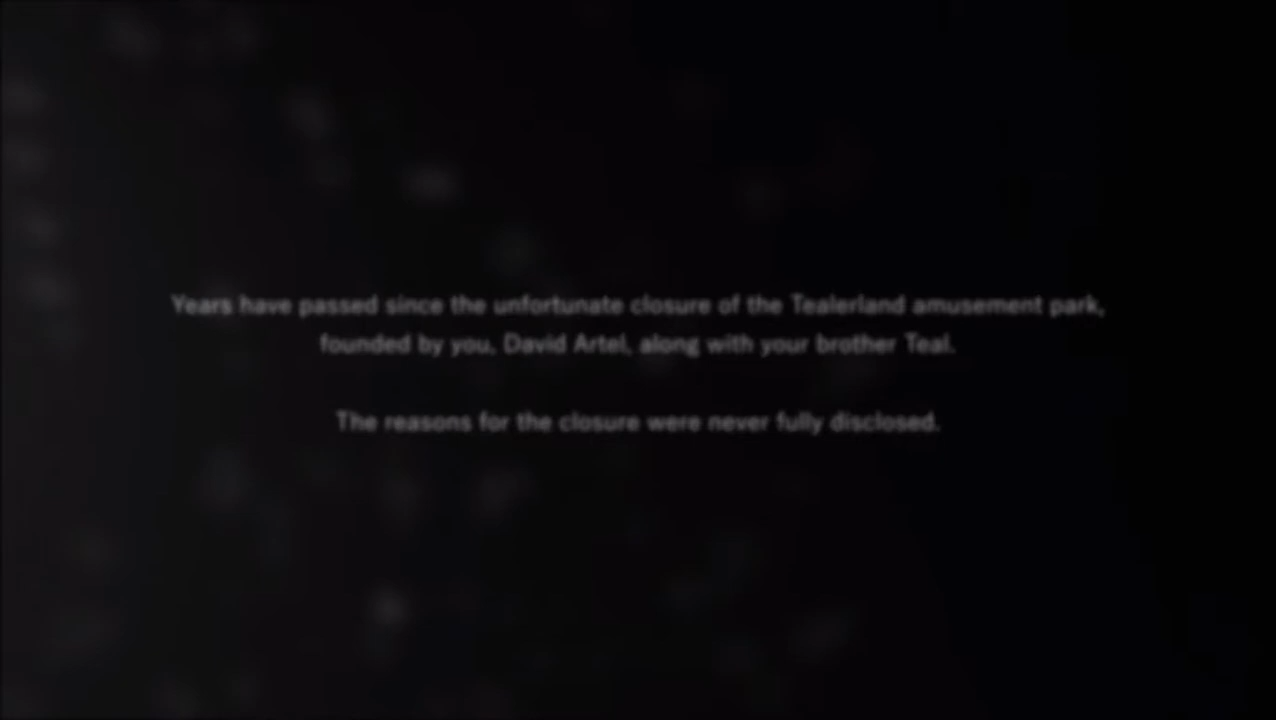 Years have passed since the unfortunate closure of the Tealerland amusement park,
founded by you, David Artel, along with your brother Teal.
The reasons for the closure were never fully disclosed.